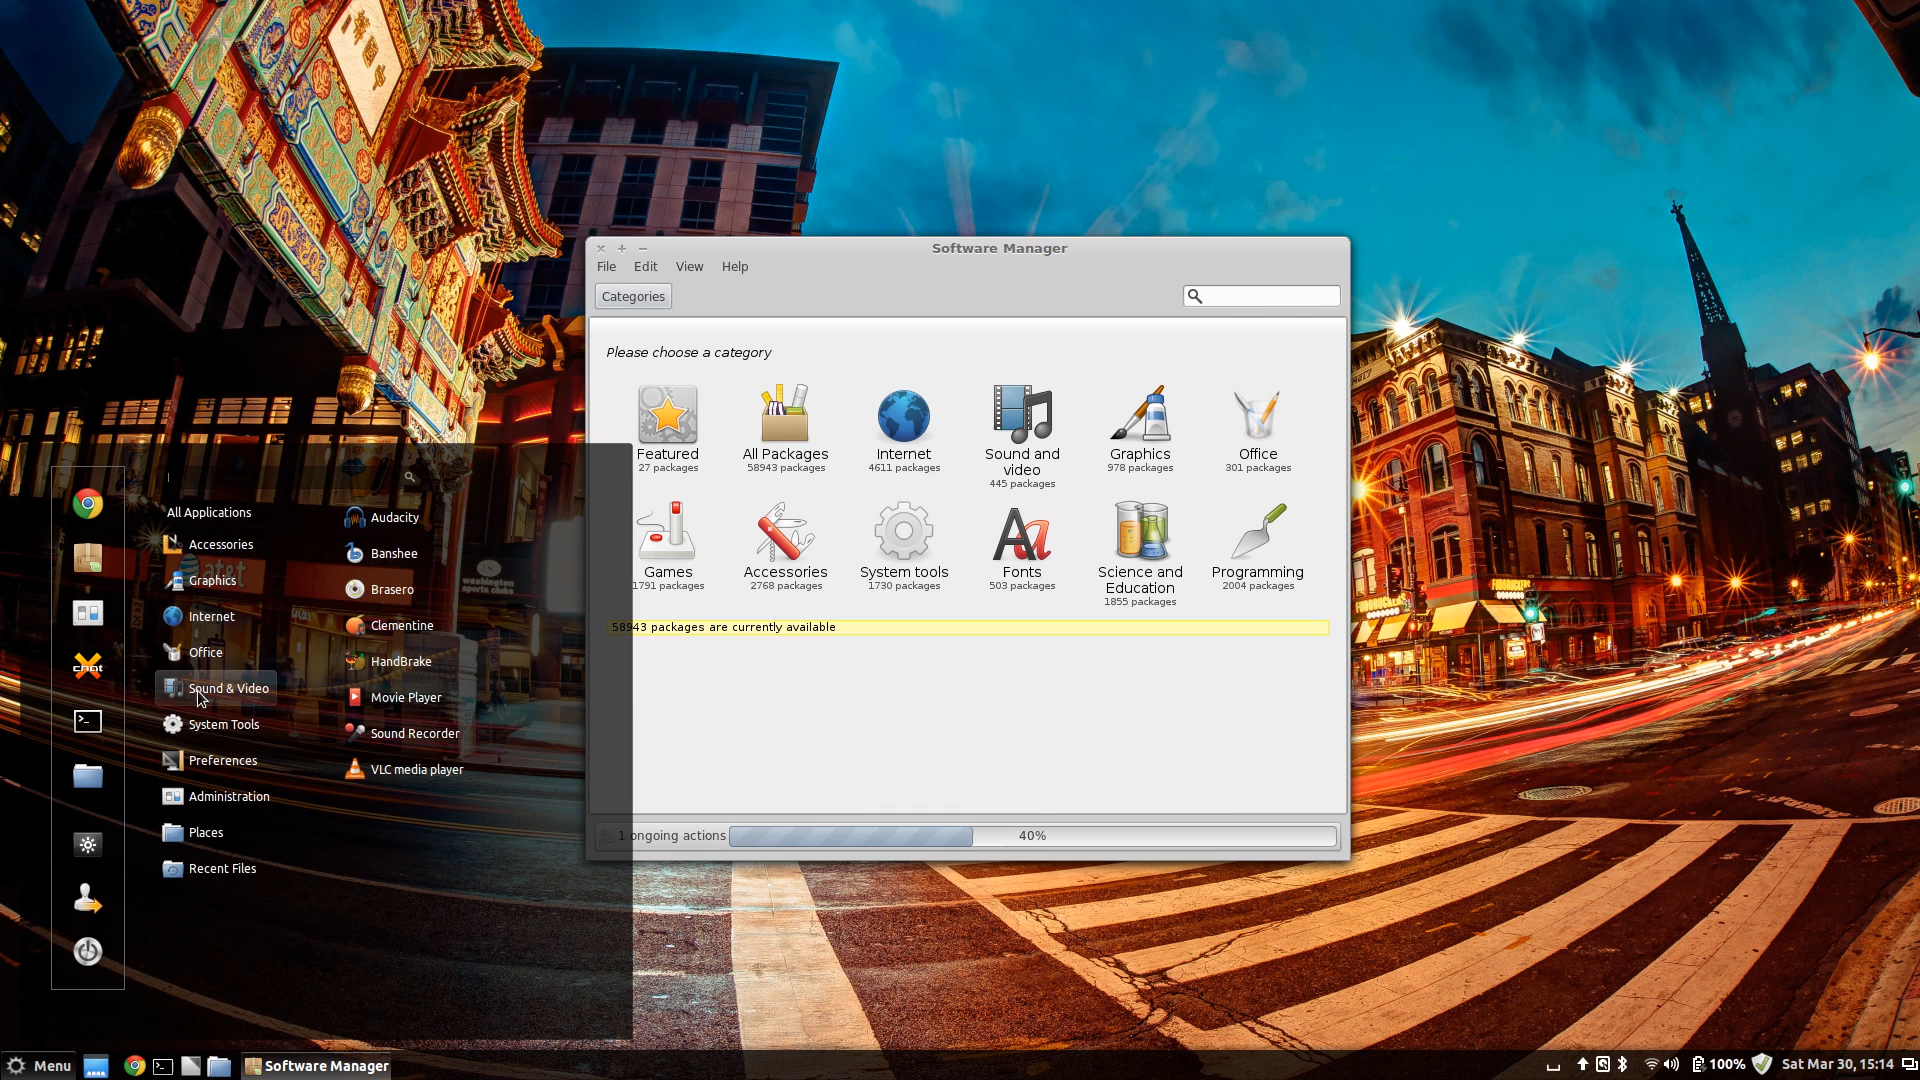 Software Manager
File Edit View Help
Categories
Please choose a category
Featured
27 packages
All Packages
58943 packages
Internet
4611 packages
Sound and
video
445 packages
Graphics
978 packages
Office
301 packages
Games
1791 packages
Accessories
2768 packages
System tools
1730 packages
Fonts
503 packages
Science and
Education
1855 packages
Programming
2004 packages
58943 packages are currently available
1 ongoing actions
40%
All Applications
Accessories
Graphics
Internet
Office
Sound & Video
System Tools
Preferences
Administration
Places
Recent Files
Audacity
Banshee
Brasero
Clementine
HandBrake
Movie Player
Sound Recorder
VLC media player
at&t
washington
sports clubs
FUDDRUCKERS
Menu
Software Manager
100%
Sat Mar 30, 15:14